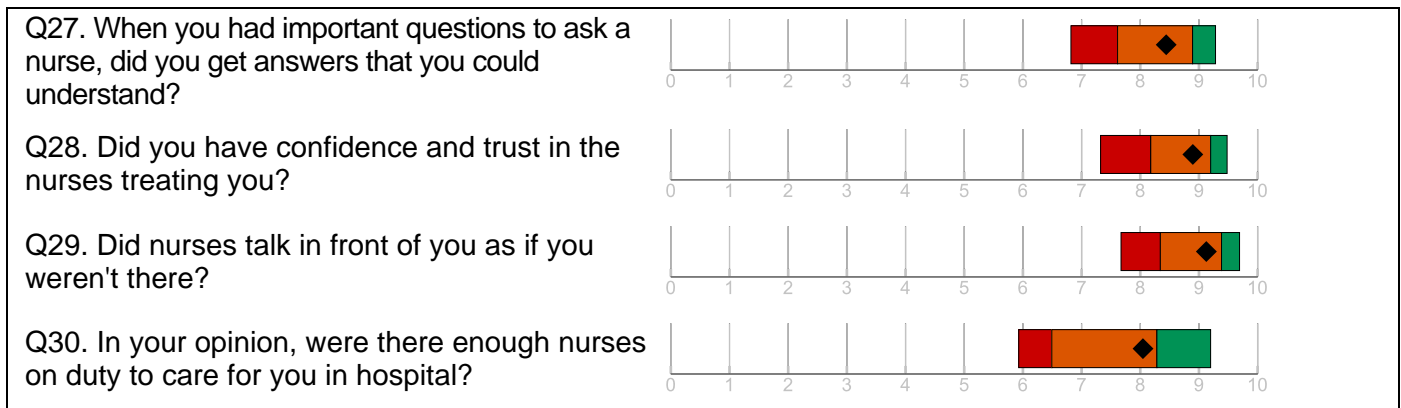 Q27. When you had important questions to ask a
nurse, did you get answers that you could
understand?
0 1 2 3 4 5 6 7 8 9 10
Q28. Did you have confidence and trust in the
nurses treating you?
0 1 2 3 4 5 6 7 8 9 10
Q29. Did nurses talk in front of you as if you
weren't there?
0 1 2 3 4 5 6 7 8 9 10
Q30. In your opinion, were there enough nurses
on duty to care for you in hospital?
0 1 2 3 4 5 6 7 8 9 10